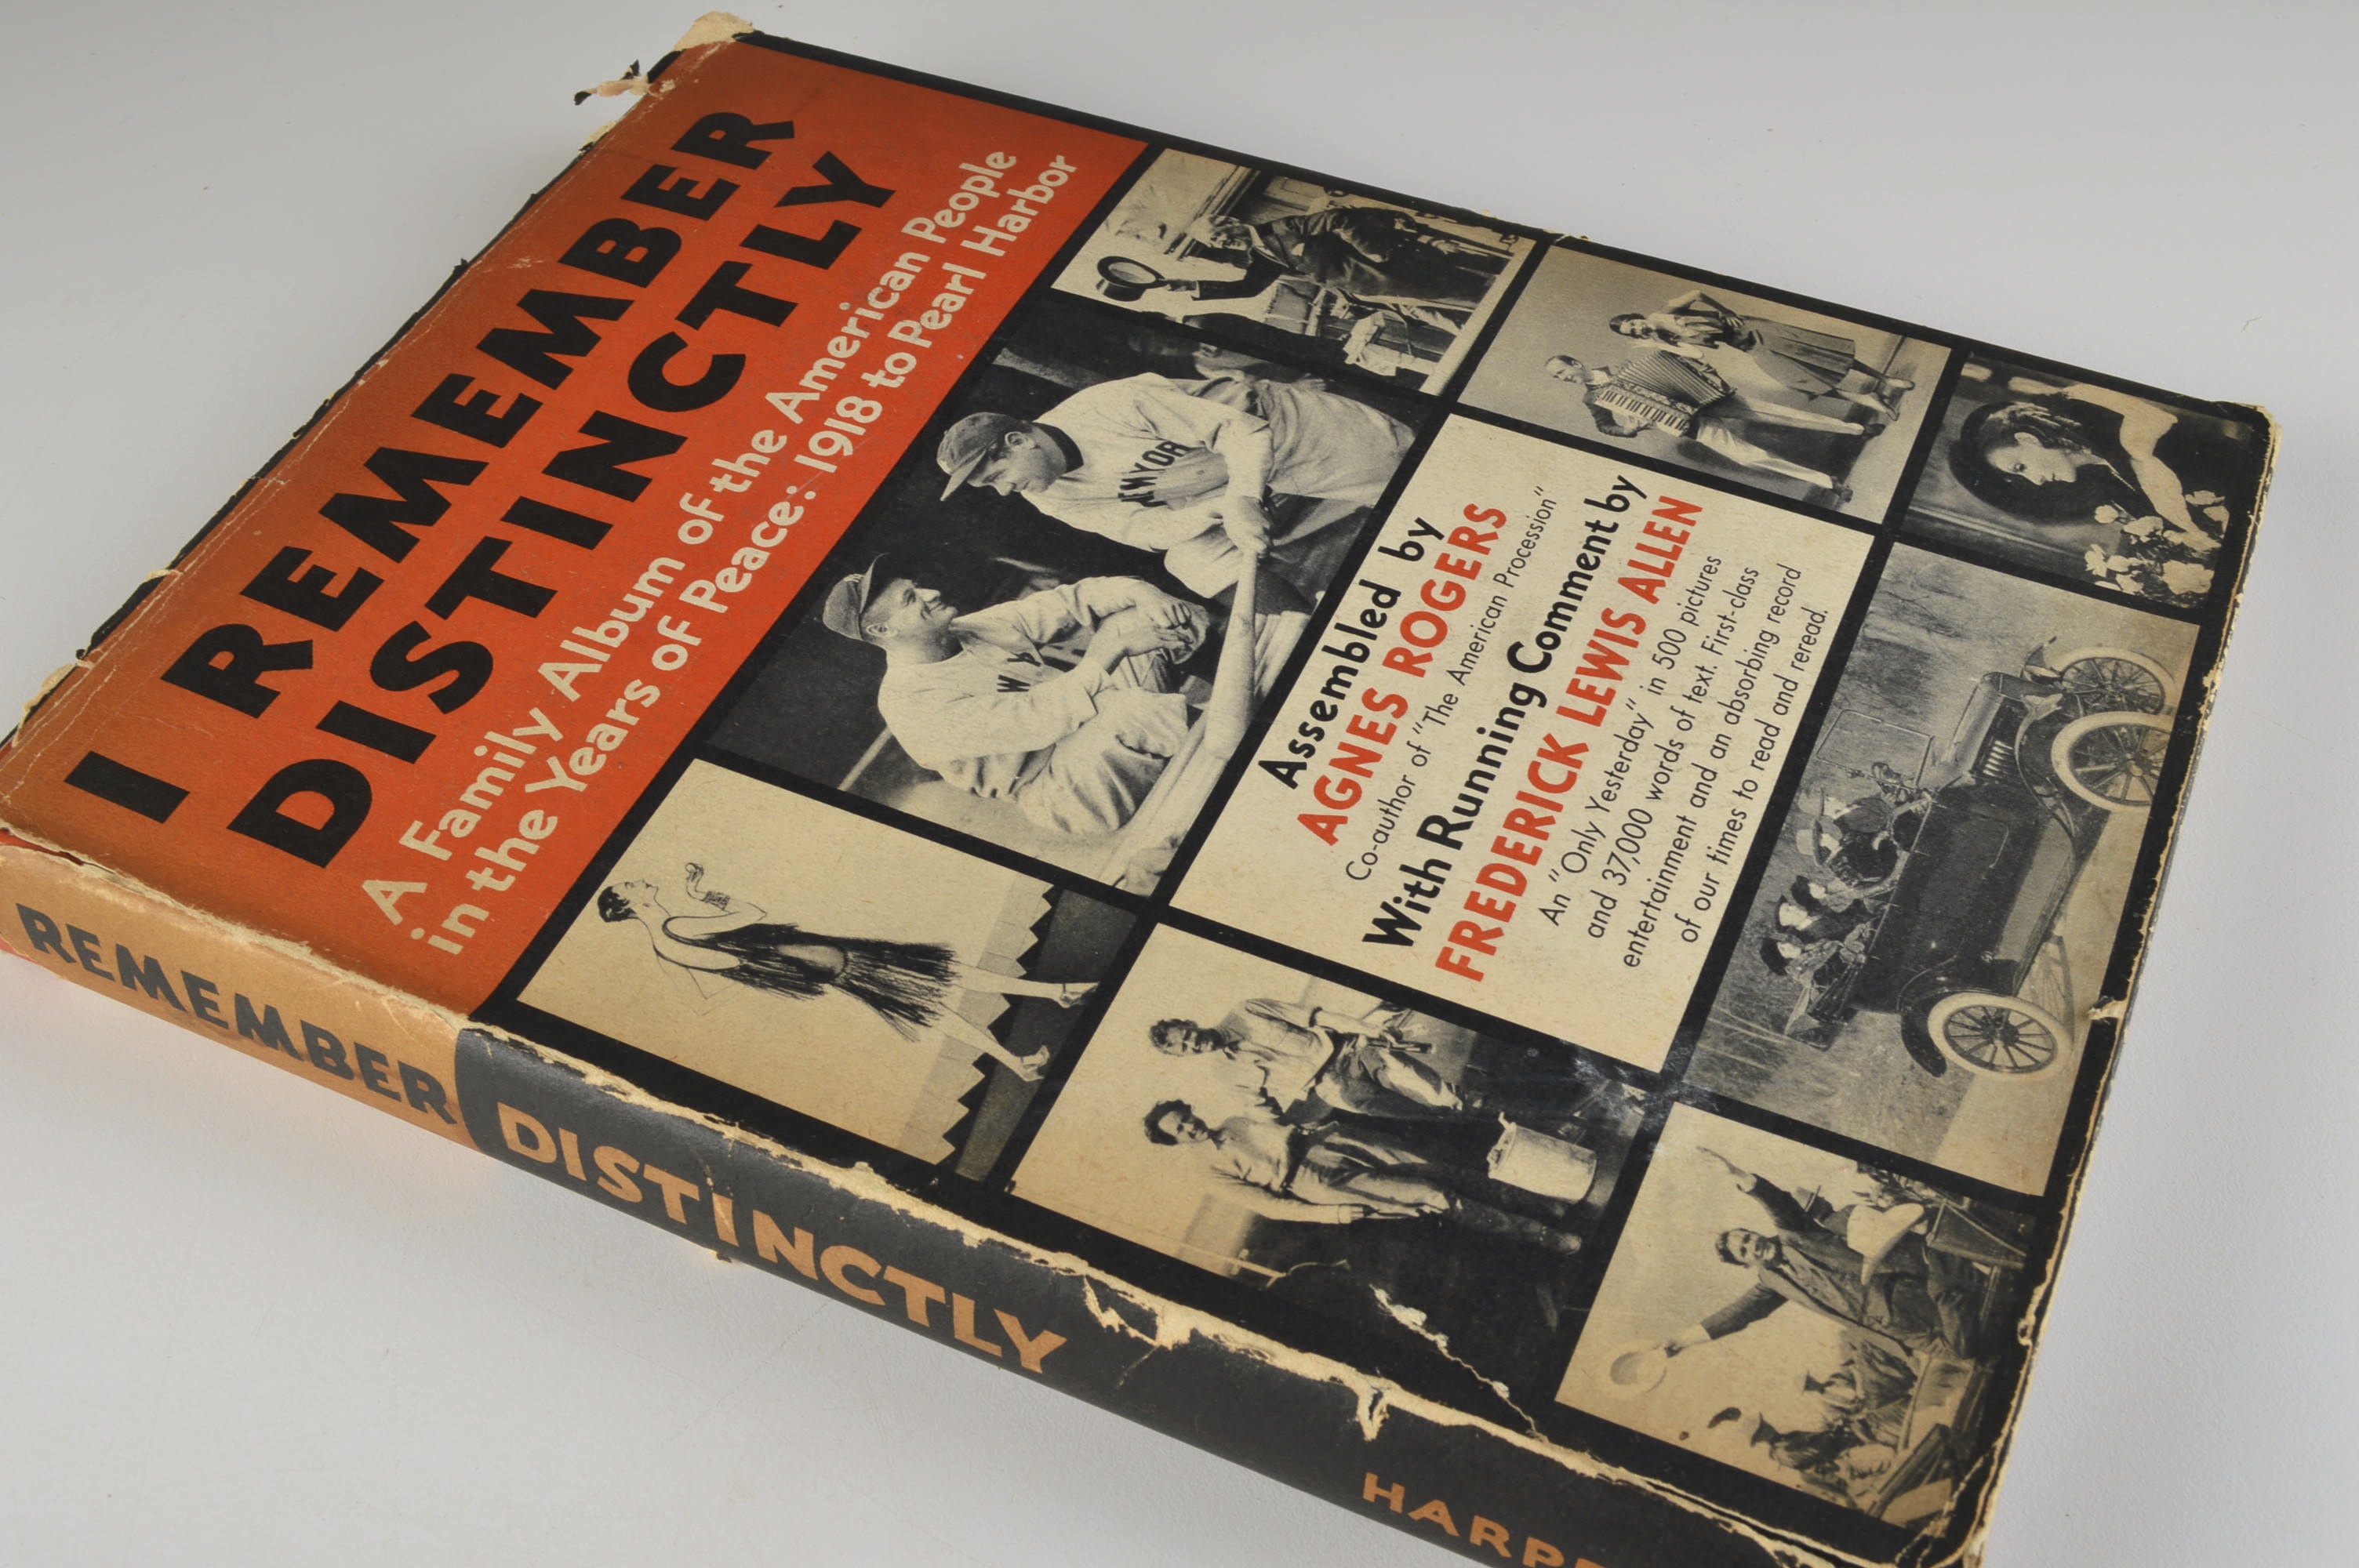 I REMEMBER
DISTINCTLY
A Family Album of the American People
in the Years of Peace: 1918 to Pearl Harbor
Assembled by
AGNES ROGERS
Co-author of "The American Procession"
With Running Comment by
FREDERICK LEWIS ALLEN
An "Only Yesterday" in 500 pictures
and 37,000 words of text. First-class
entertainment and an absorbing record
of our times to read and reread.
REMEMBER DISTINCTLY